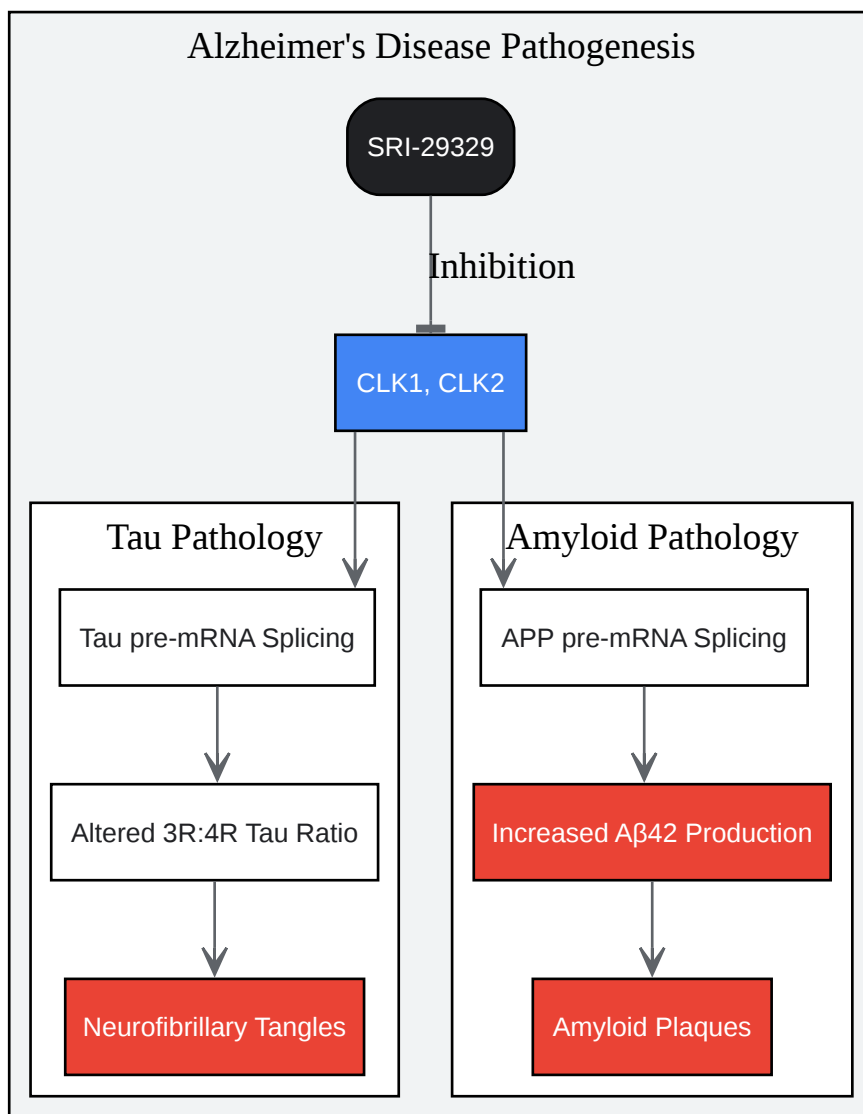 Alzheimer's Disease Pathogenesis
SRI-29329
Inhibition
CLK1, CLK2
Tau Pathology
Tau pre-mRNA Splicing
Altered 3R:4R Tau Ratio
Neurofibrillary Tangles
Amyloid Pathology
APP pre-mRNA Splicing
Increased Aβ42 Production
Amyloid Plaques